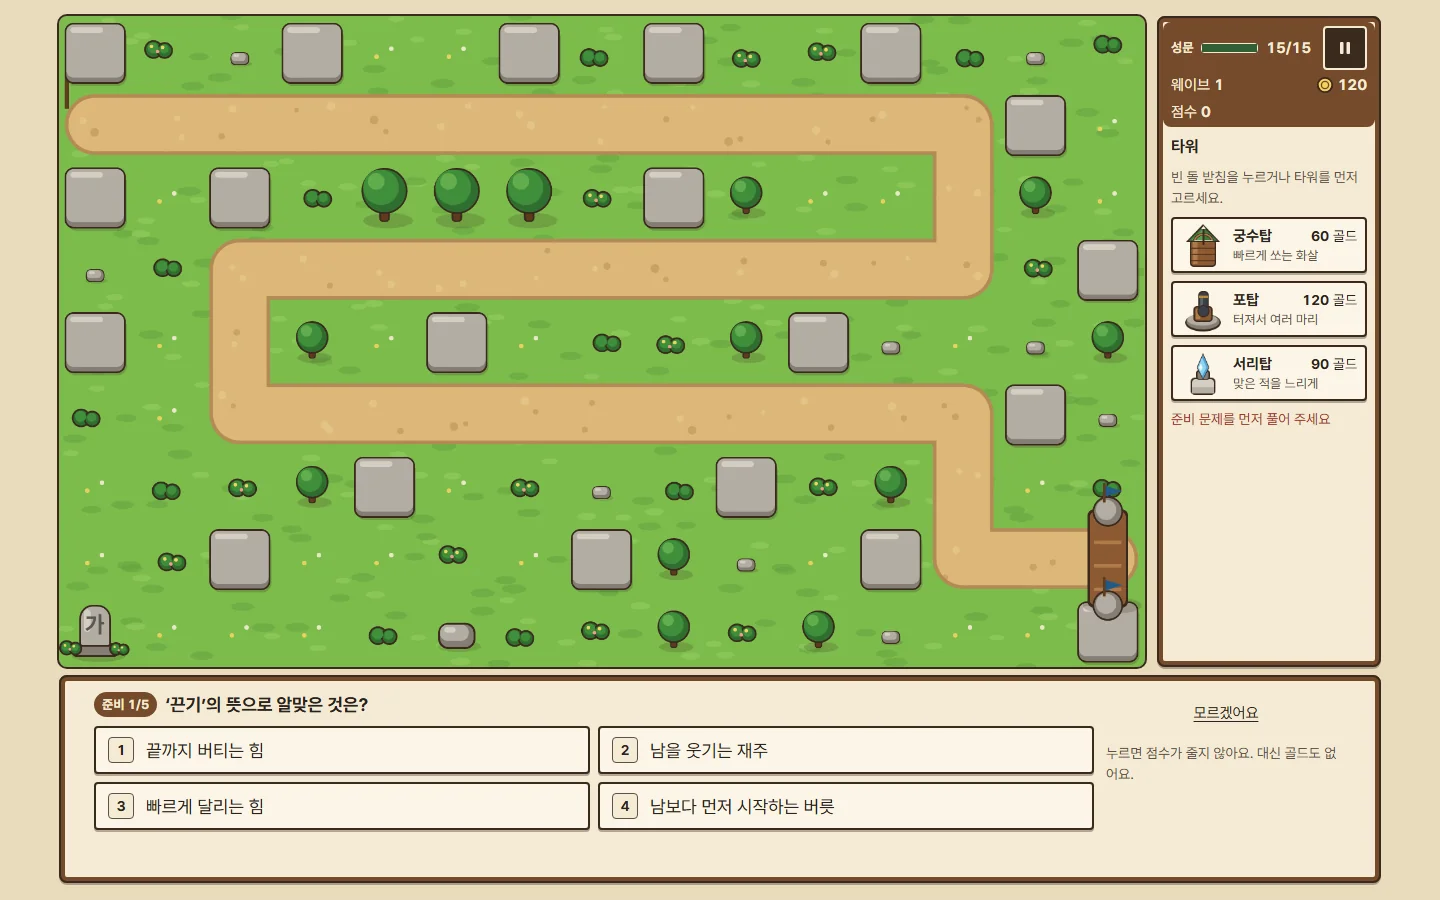 성문 15/15
웨이브 1 120
점수 0
타워
빈 돌 받침을 누르거나 타워를 먼저
고르세요.
궁수탑 60 골드
빠르게 쏘는 화살
포탑 120 골드
터져서 여러 마리
서리탑 90 골드
맞은 적을 느리게
준비 문제를 먼저 풀어 주세요
가
준비 1/5 ‘끈기’의 뜻으로 알맞은 것은?
1 끝까지 버티는 힘
2 남을 웃기는 재주
3 빠르게 달리는 힘
4 남보다 먼저 시작하는 버릇
모르겠어요
누르면 점수가 줄지 않아요. 대신 골드도 없
어요.